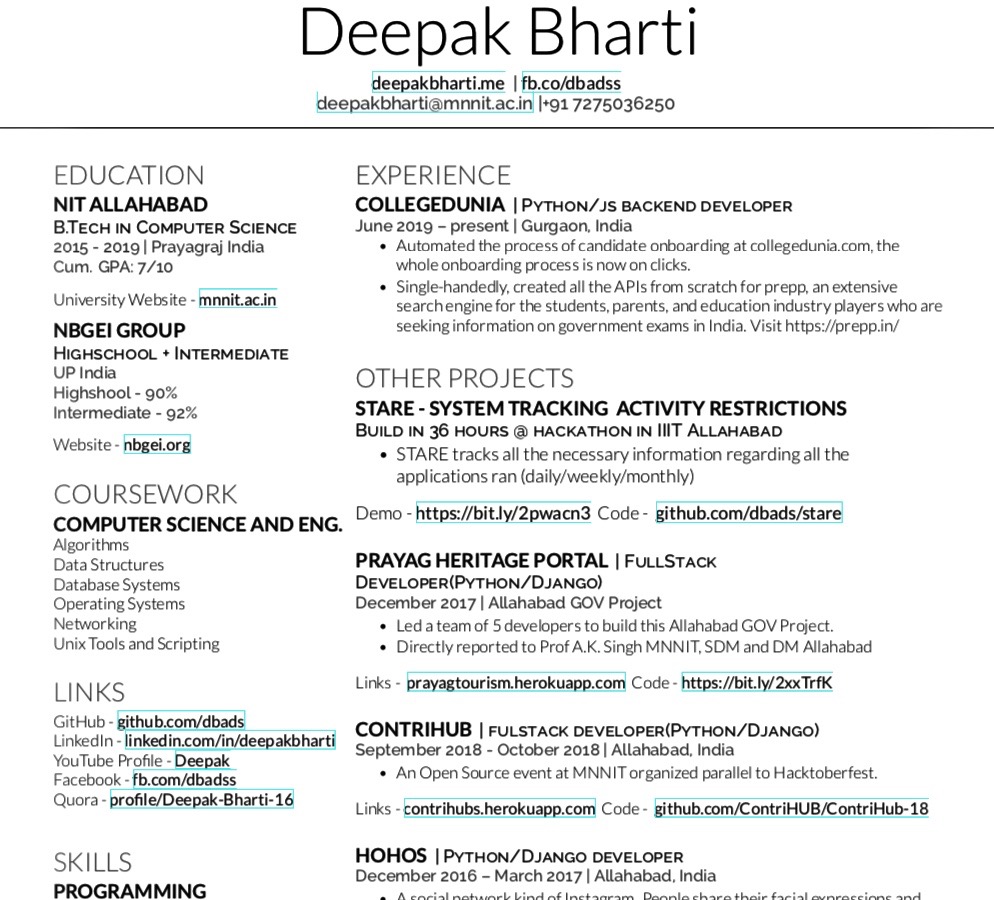 Deepak Bharti
deepakbharti.me | fb.co/dbadss
deepakbharti@mnnit.ac.in |+91 7275036250
EDUCATION
NIT ALLAHABAD
B.Tech in Computer Science
2015 - 2019 | Prayagraj India
Cum. GPA: 7/10
University Website - mnnit.ac.in
NBGEI GROUP
Highschool + Intermediate
UP India
Highshool - 90%
Intermediate - 92%
Website - nbgei.org
COURSEWORK
COMPUTER SCIENCE AND ENG.
Algorithms
Data Structures
Database Systems
Operating Systems
Networking
Unix Tools and Scripting
LINKS
GitHub - github.com/dbads
LinkedIn - linkedin.com/in/deepakbharti
YouTube Profile - Deepak
Facebook - fb.com/dbadss
Quora - profile/Deepak-Bharti-16
SKILLS
PROGRAMMING
EXPERIENCE
COLLEGEDUNIA | Python/js backend developer
June 2019 – present | Gurgaon, India
• Automated the process of candidate onboarding at collegedunia.com, the
whole onboarding process is now on clicks.
• Single-handedly, created all the APIs from scratch for prepp, an extensive
search engine for the students, parents, and education industry players who are
seeking information on government exams in India. Visit https://prepp.in/
OTHER PROJECTS
STARE - SYSTEM TRACKING ACTIVITY RESTRICTIONS
Build in 36 hours @ hackathon in IIIT Allahabad
• STARE tracks all the necessary information regarding all the
applications ran (daily/weekly/monthly)
Demo - https://bit.ly/2pwacn3 Code - github.com/dbads/stare
PRAYAG HERITAGE PORTAL | FullStack
Developer(Python/Django)
December 2017 | Allahabad GOV Project
• Led a team of 5 developers to build this Allahabad GOV Project.
• Directly reported to Prof A.K. Singh MNNIT, SDM and DM Allahabad
Links - prayagtourism.herokuapp.com Code - https://bit.ly/2xxTrfK
CONTRIHUB | fulstack developer(Python/Django)
September 2018 - October 2018 | Allahabad, India
• An Open Source event at MNNIT organized parallel to Hacktoberfest.
Links - contrihubs.herokuapp.com Code - github.com/ContriHUB/ContriHub-18
HOHOS | Python/Django developer
December 2016 – March 2017 | Allahabad, India
• A social network kind of Instagram. People share their facial expressions and